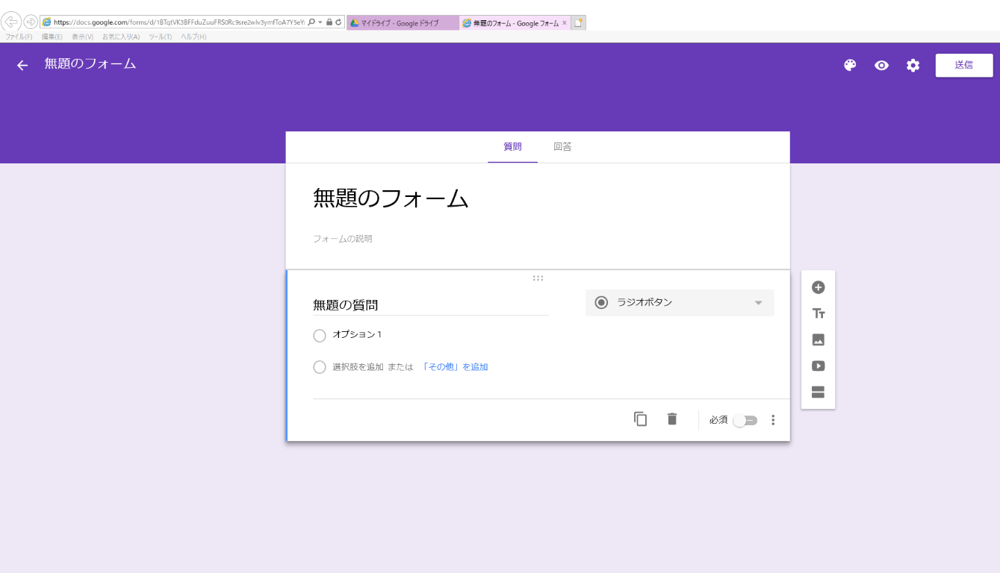 https://docs.google.com/forms/d/1BTqtVK3BFFduZuuFRS0Rc9sre2wlv3ymfToA7Y5eY
マイドライブ - Google ドライブ
無題のフォーム - Google フォーム
ファイル(F) 編集(E) 表示(V) お気に入り(A) ツール(T) ヘルプ(H)
無題のフォーム
送信
質問 回答
無題のフォーム
フォームの説明
無題の質問
ラジオボタン
オプション 1
選択肢を追加 または 「その他」を追加
必須